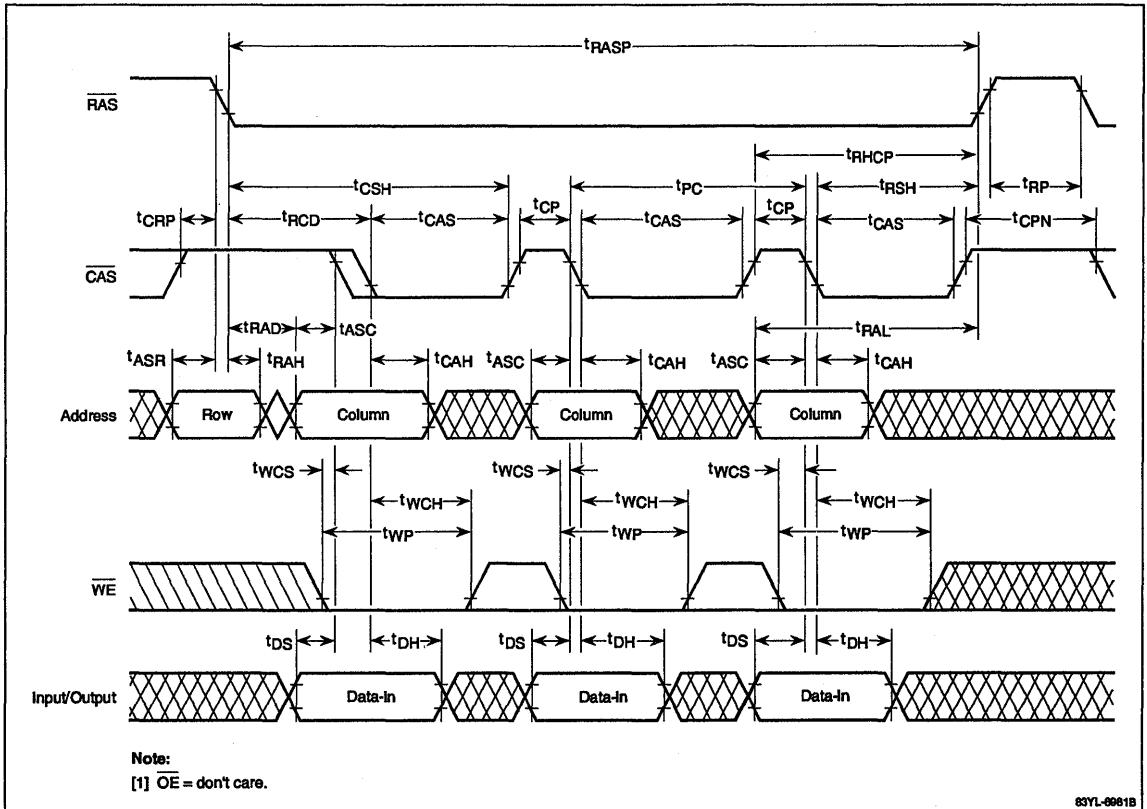 tRASP
RAS
tRHCP
tCSH
tPC
tRSH
tRP
tCRP
tRCD
tCAS
tCP
tCAS
tCP
tCAS
tCPN
CAS
tRAD
tASC
tRAL
tASR
tRAH
tCAH
tASC
tCAH
tASC
tCAH
Address
Row
Column
Column
Column
tWCS
tWCS
tWCS
tWCH
tWCH
tWCH
tWP
tWP
tWP
WE
tDS
tDH
tDS
tDH
tDS
tDH
Input/Output
Data-In
Data-In
Data-In
Note:
[1] OE = don't care.
83YL-6981B